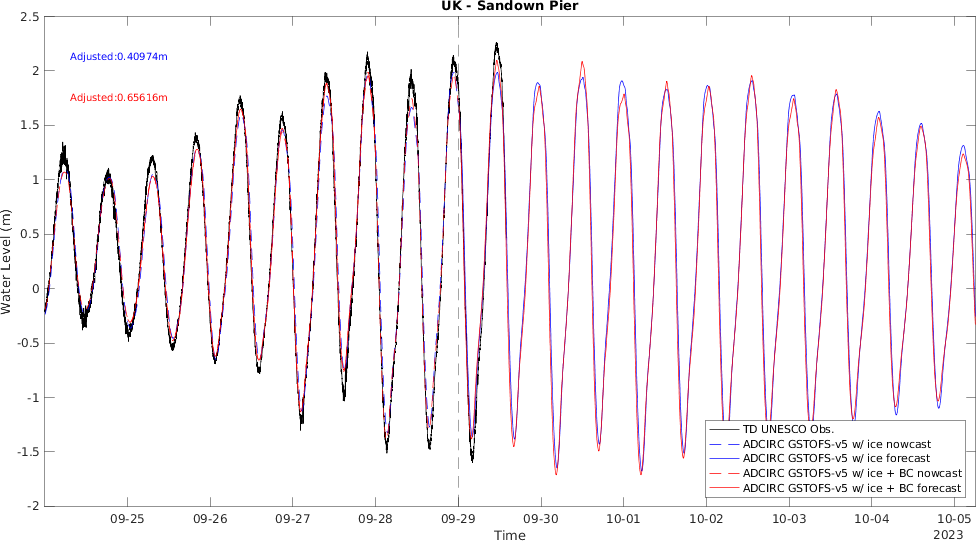 UK - Sandown Pier
2.5
2
1.5
1
0.5
0
-0.5
-1
-1.5
-2
Water Level (m)
Adjusted:0.40974m
Adjusted:0.65616m
TD UNESCO Obs.
ADCIRC GSTOFS-v5 w/ ice nowcast
ADCIRC GSTOFS-v5 w/ ice forecast
ADCIRC GSTOFS-v5 w/ ice + BC nowcast
ADCIRC GSTOFS-v5 w/ ice + BC forecast
09-25 09-26 09-27 09-28 09-29 09-30 10-01 10-02 10-03 10-04 10-05
Time
2023